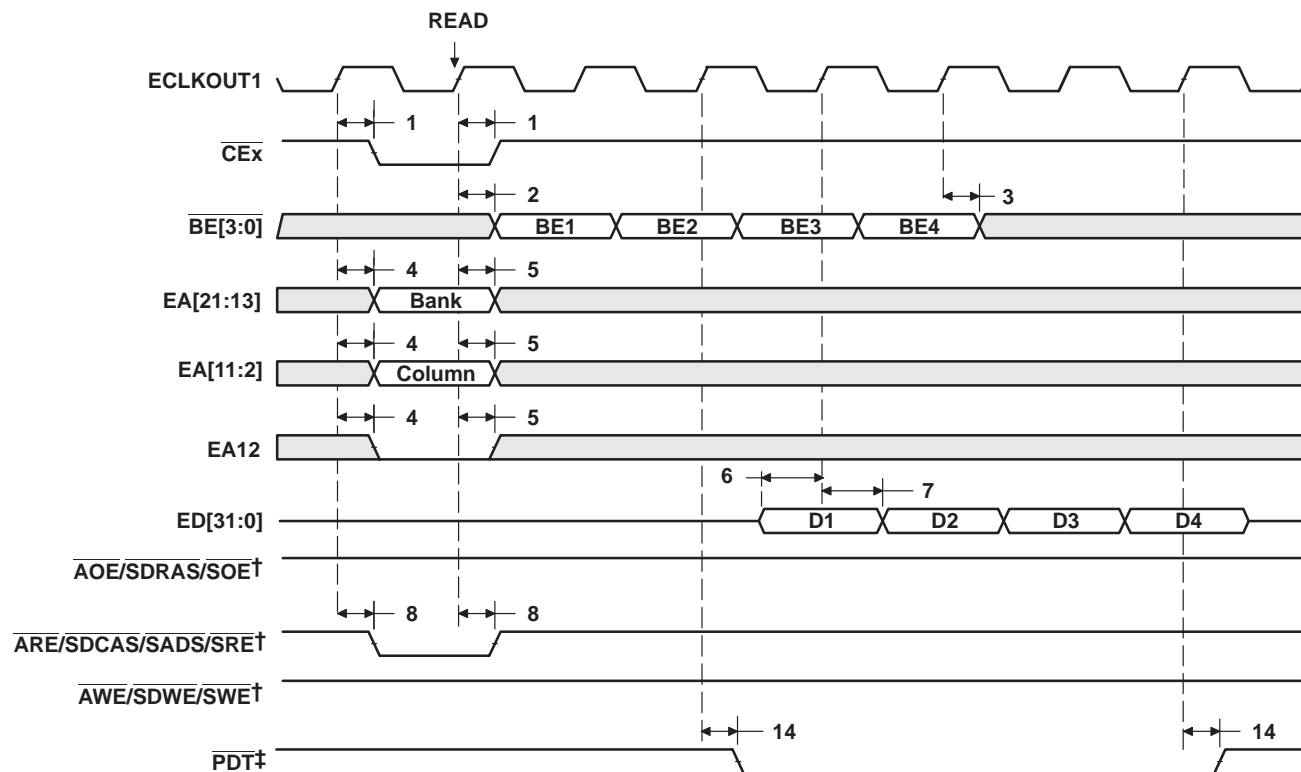 READ
ECLKOUT1
1 1
CEx
2 3
BE[3:0] BE1 BE2 BE3 BE4
4 5
EA[21:13] Bank
4 5
EA[11:2] Column
4 5
EA12
6 7
ED[31:0] D1 D2 D3 D4
AOE/SDRAS/SOE†
8 8
ARE/SDCAS/SADS/SRE†
AWE/SDWE/SWE†
14 14
PDT‡